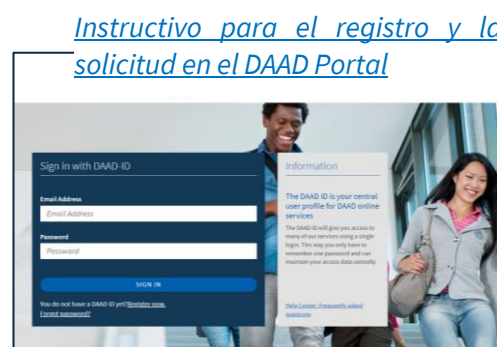 Instructivo para el registro y la
solicitud en el DAAD Portal
Sign in with DAAD-ID
Email Address
Email Address
Password
Password
SIGN IN
You do not have a DAAD ID yet?Register now.
Forgot password?
Information
The DAAD ID is your central
user profile for DAAD online
services
The DAAD ID will give you access to
many of our services using a single
login. This way you only have to
remember one password and can
maintain your access data centrally.
Help Center: Frequently asked
questions